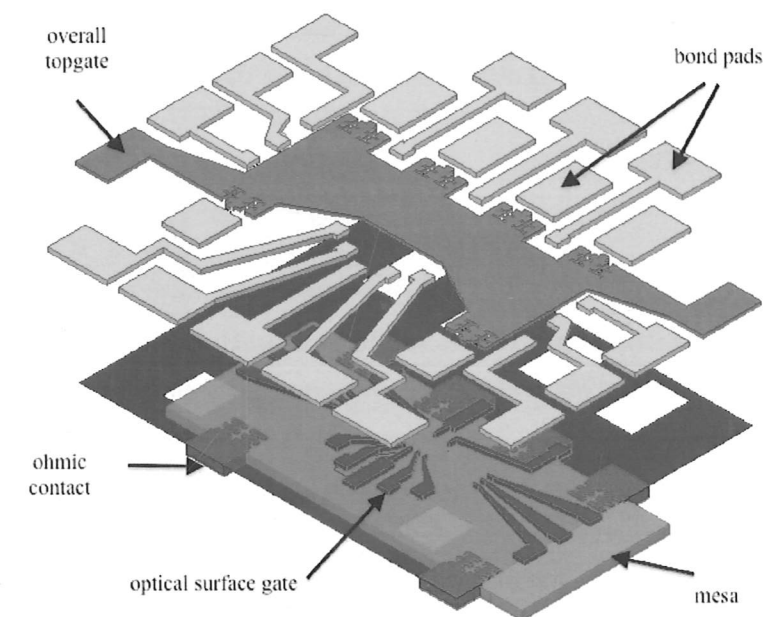 overall
topgate
bond pads
ohmic
contact
optical surface gate
mesa